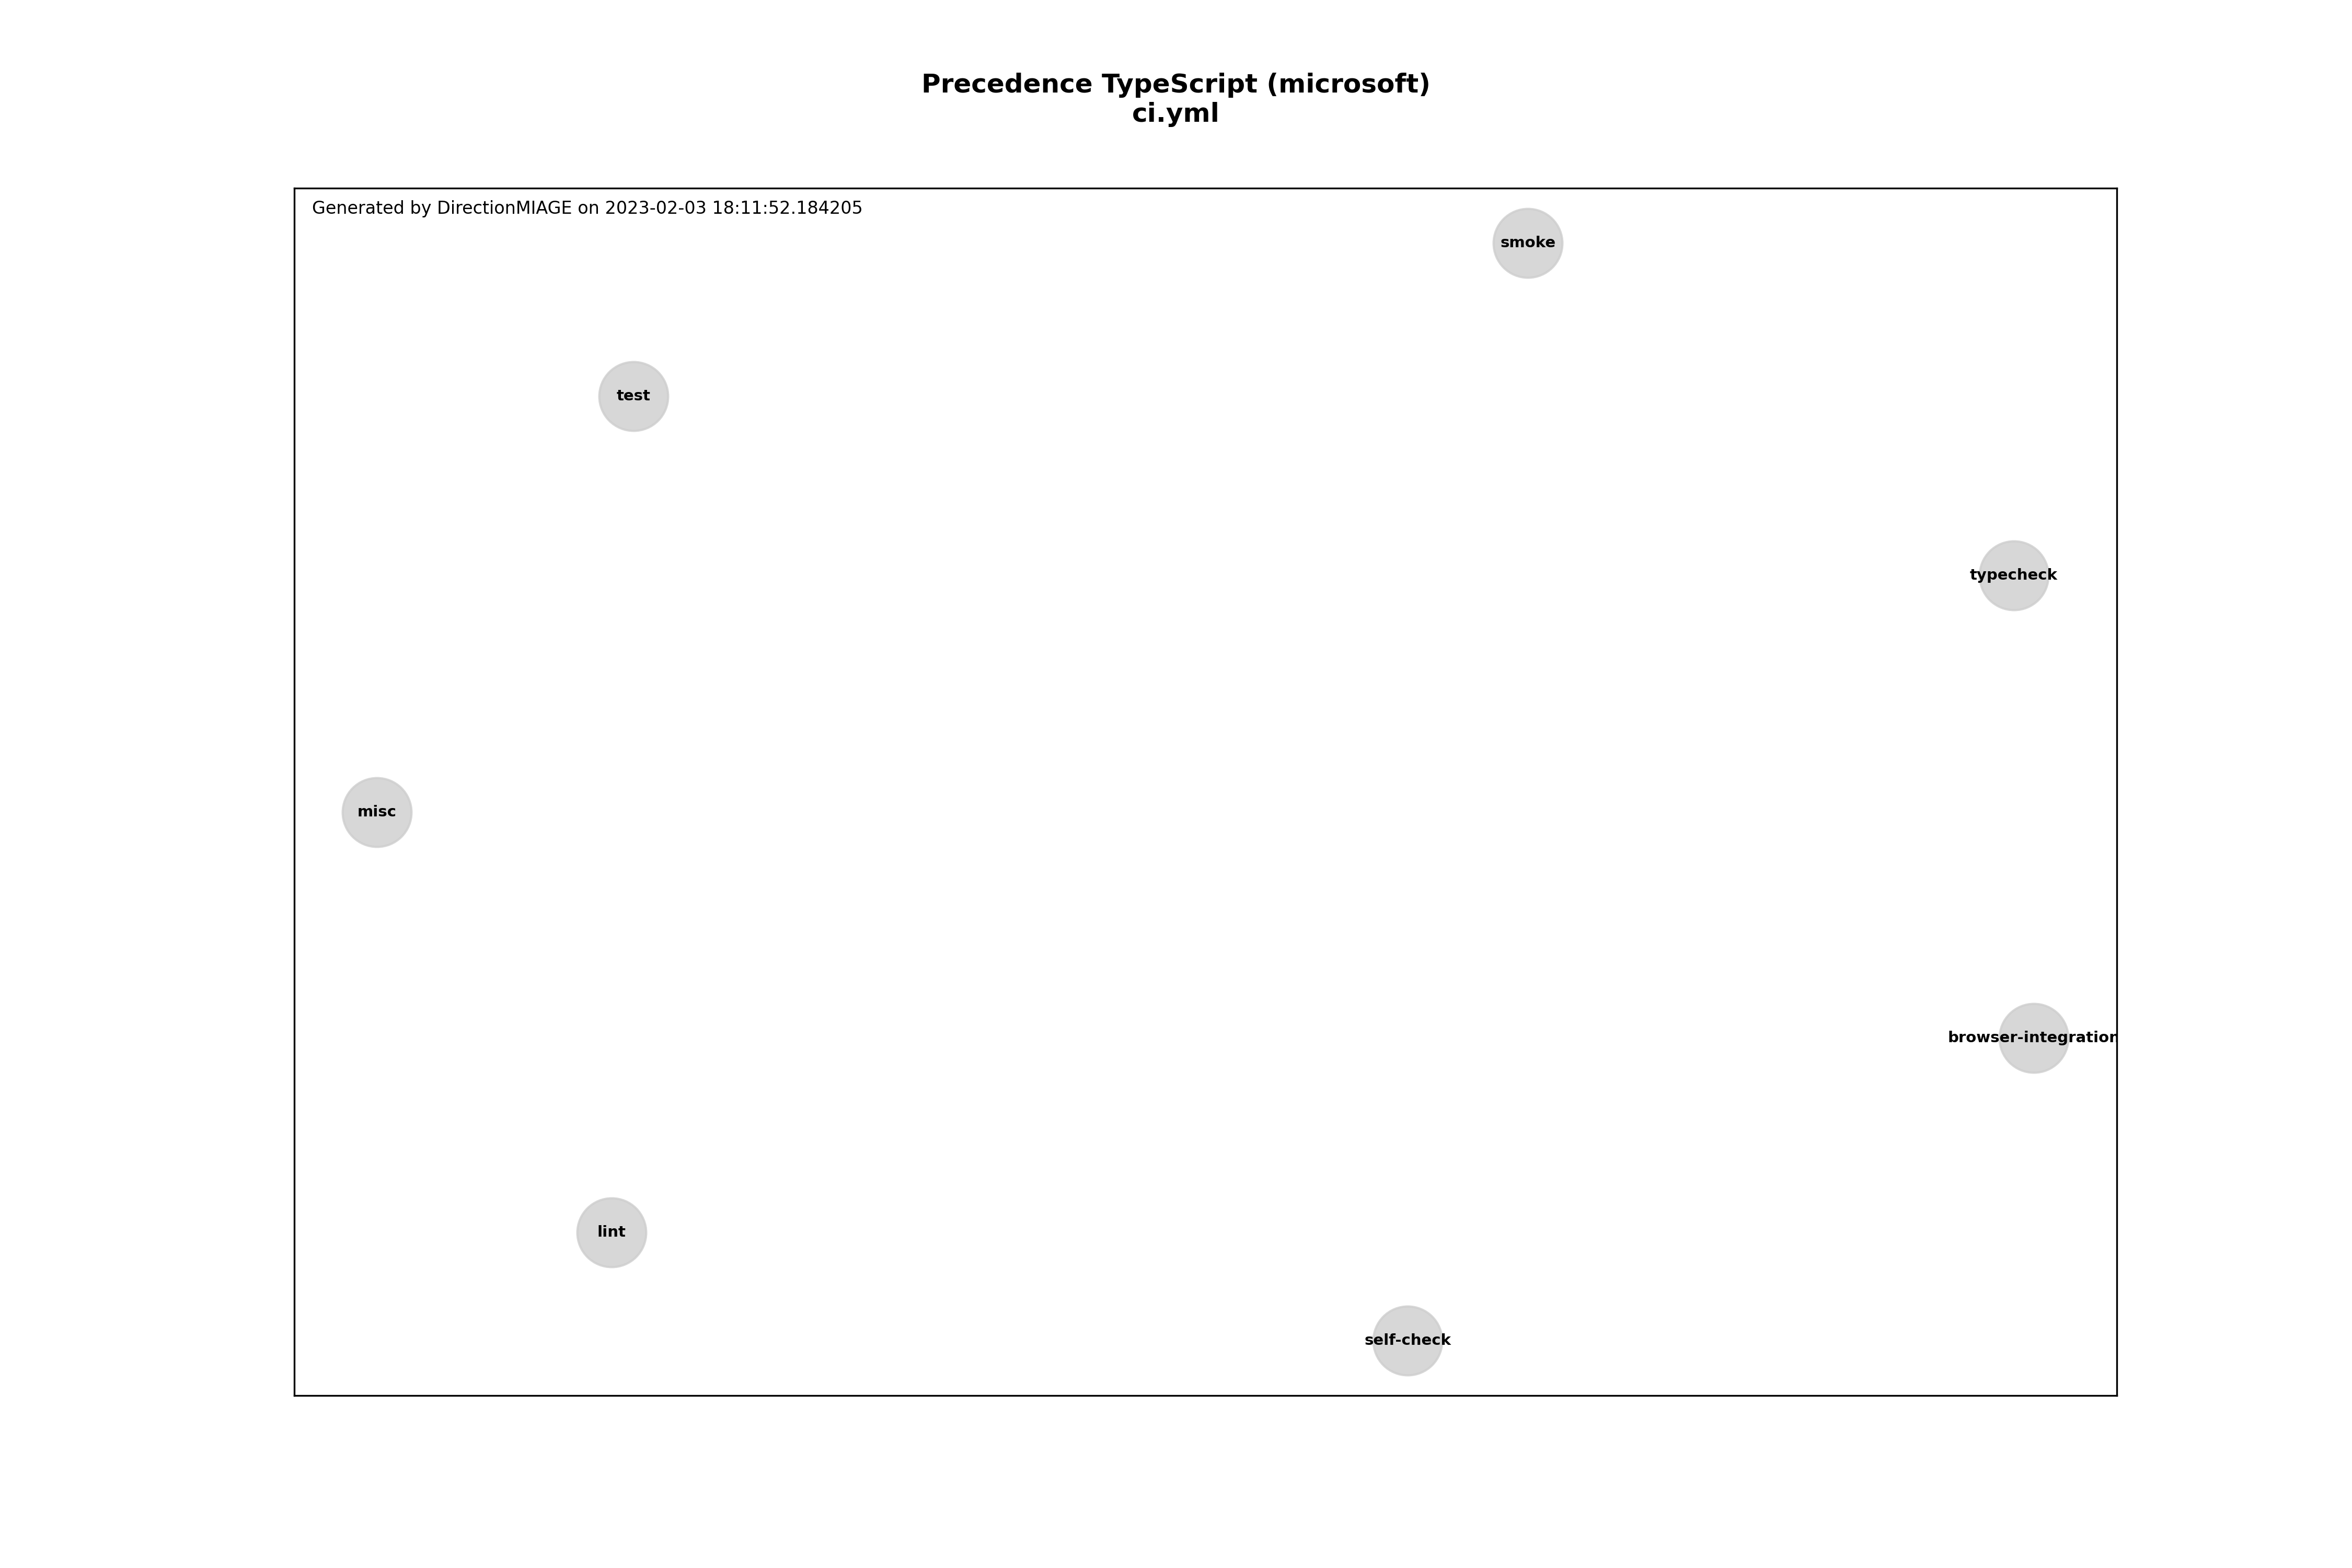 Precedence TypeScript (microsoft)
ci.yml
Generated by DirectionMIAGE on 2023-02-03 18:11:52.184205
smoke
test
typecheck
misc
browser-integration
lint
self-check